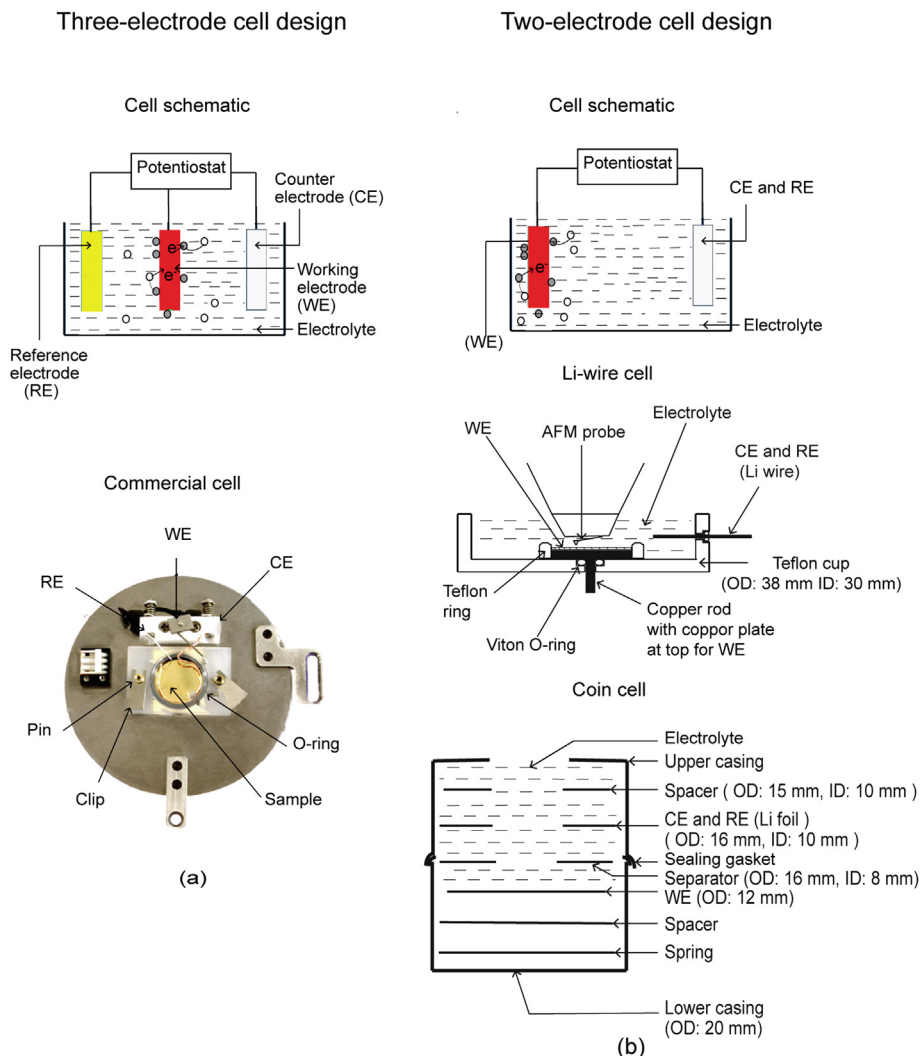 Three-electrode cell design
Cell schematic
Potentiostat
Counter
electrode (CE)
e-
e-
Working
electrode
(WE)
Electrolyte
Reference
electrode
(RE)
Commercial cell
WE
RE
CE
Pin
O-ring
Clip
Sample
(a)
Two-electrode cell design
Cell schematic
Potentiostat
CE and RE
e-
(WE)
Electrolyte
Li-wire cell
WE
AFM probe
Electrolyte
CE and RE
(Li wire)
Teflon cup
(OD: 38 mm ID: 30 mm)
Teflon
ring
Viton O-ring
Copper rod
with coppor plate
at top for WE
Coin cell
Electrolyte
Upper casing
Spacer ( OD: 15 mm, ID: 10 mm )
CE and RE (Li foil )
( OD: 16 mm, ID: 10 mm )
Sealing gasket
Separator (OD: 16 mm, ID: 8 mm)
WE (OD: 12 mm)
Spacer
Spring
Lower casing
(OD: 20 mm)
(b)